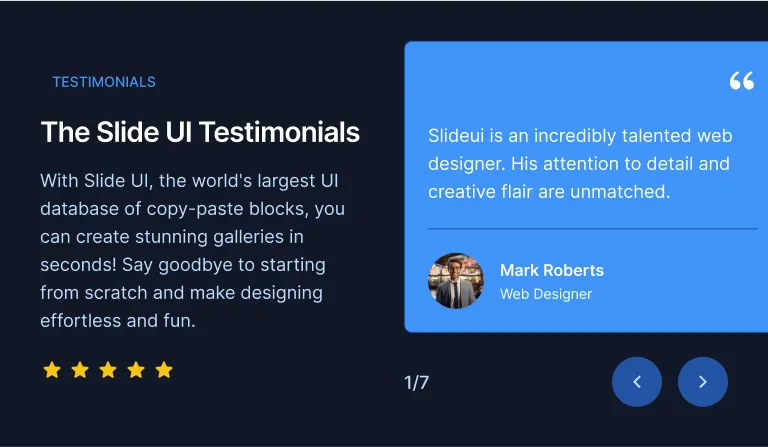 TESTIMONIALS
The Slide UI Testimonials
With Slide UI, the world's largest UI
database of copy-paste blocks, you
can create stunning galleries in
seconds! Say goodbye to starting
from scratch and make designing
effortless and fun.
“
Slideui is an incredibly talented web
designer. His attention to detail and
creative flair are unmatched.
Mark Roberts
Web Designer
1/7